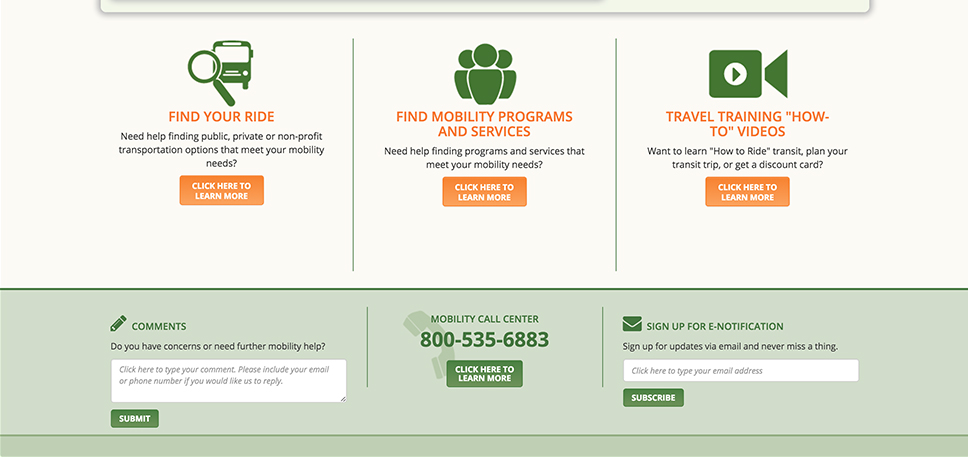 FIND YOUR RIDE
Need help finding public, private or non-profit
transportation options that meet your mobility
needs?
CLICK HERE TO
LEARN MORE
FIND MOBILITY PROGRAMS
AND SERVICES
Need help finding programs and services that
meet your mobility needs?
CLICK HERE TO
LEARN MORE
TRAVEL TRAINING "HOW-
TO" VIDEOS
Want to learn "How to Ride" transit, plan your
transit trip, or get a discount card?
CLICK HERE TO
LEARN MORE
COMMENTS
Do you have concerns or need further mobility help?
Click here to type your comment. Please include your email
or phone number if you would like us to reply.
SUBMIT
MOBILITY CALL CENTER
800-535-6883
CLICK HERE TO
LEARN MORE
SIGN UP FOR E-NOTIFICATION
Sign up for updates via email and never miss a thing.
Click here to type your email address
SUBSCRIBE